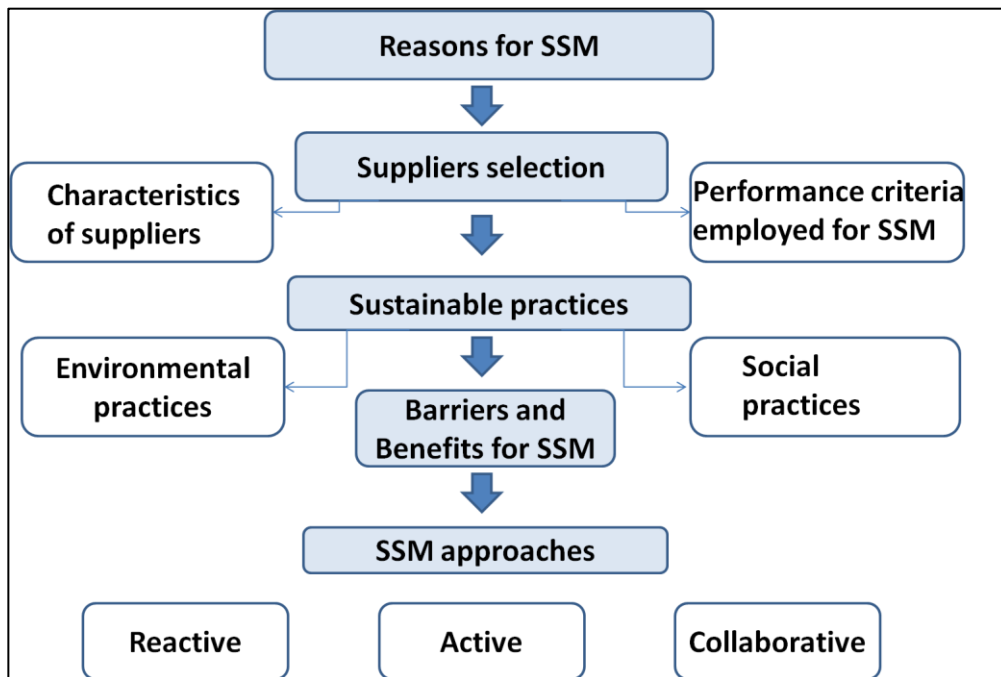 Reasons for SSM
Suppliers selection
Characteristics
of suppliers
Performance criteria
employed for SSM
Sustainable practices
Environmental
practices
Social
practices
Barriers and
Benefits for SSM
SSM approaches
Reactive
Active
Collaborative